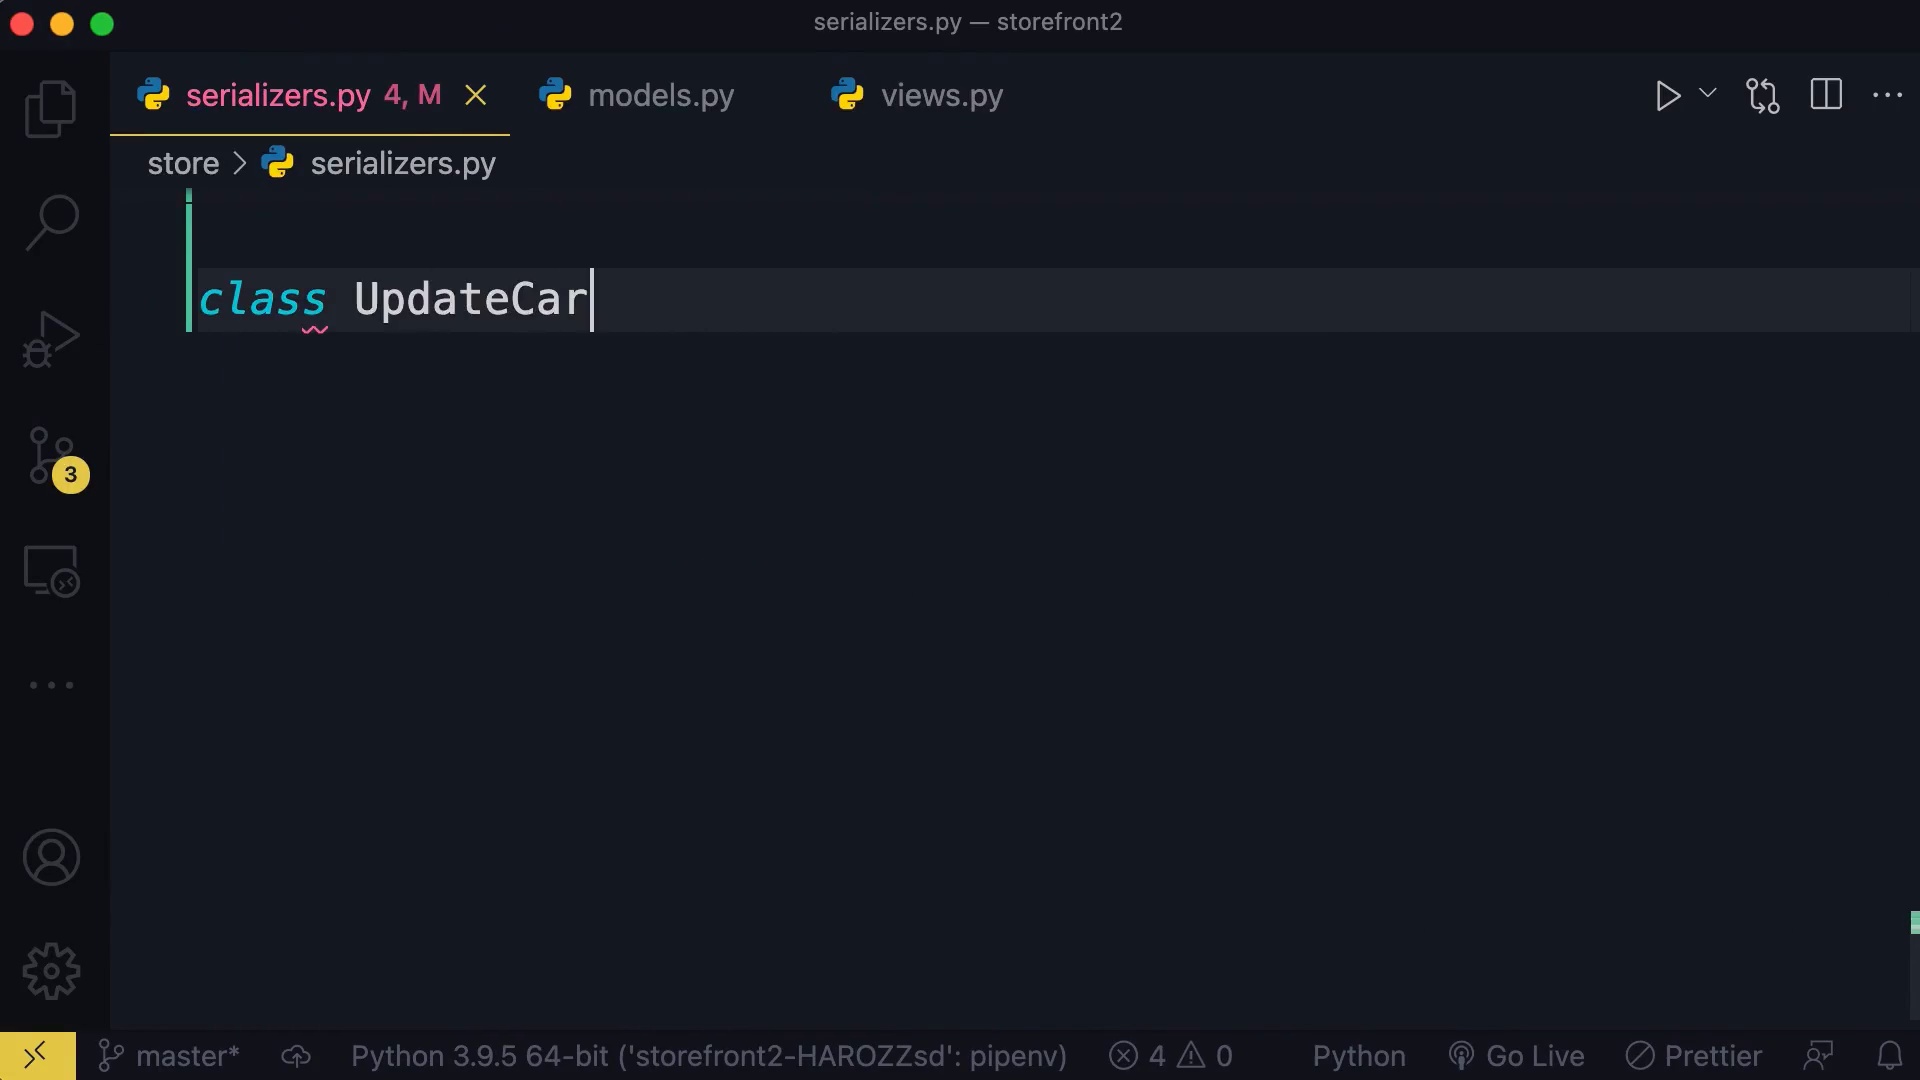 serializers.py — storefront2
serializers.py 4, M models.py views.py
store > serializers.py
class UpdateCar
3
master* Python 3.9.5 64-bit ('storefront2-HAROZZsd': pipenv) 4 0 Python Go Live Prettier